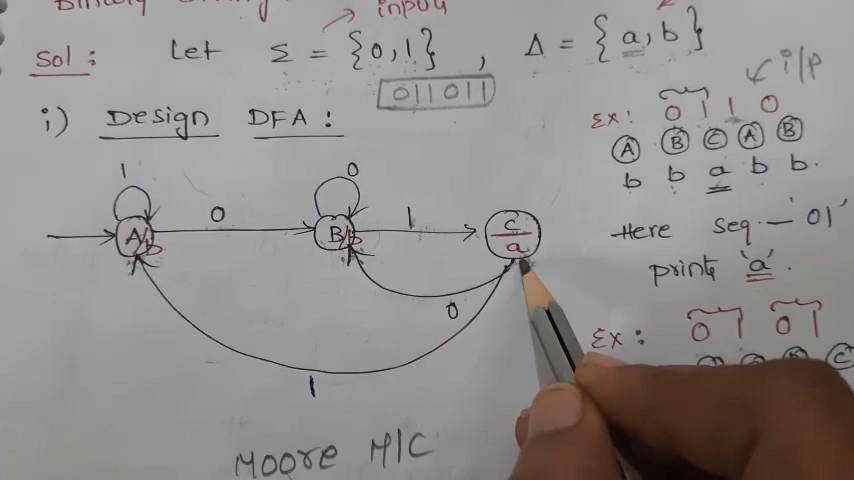 Binary input
Sol: Let Σ = {0,1}, Δ = {a,b}
011011
i) Design DFA:
1
0
0
A/b
B/b
1
C
a
0
1
MOORE M/C
i/p
Ex: 0 1 1 0
A B C A B
b b a b b.
Here seq. — '01'
print 'a'.
Ex: 0 1 0 1
C